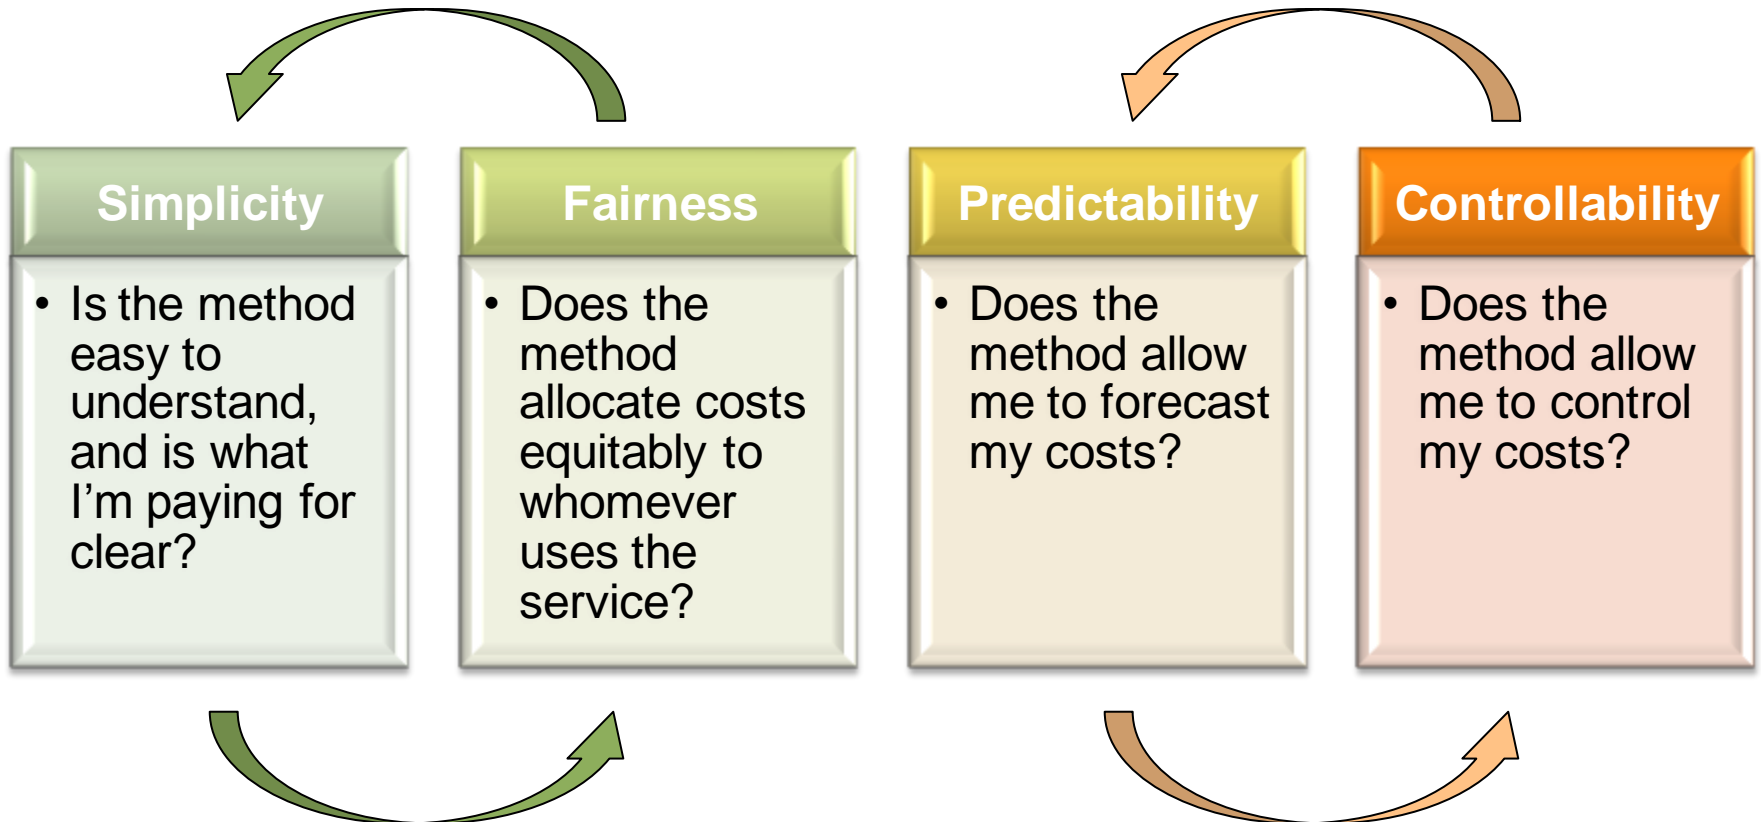 Simplicity
• Is the method
easy to
understand,
and is what
I’m paying for
clear?
Fairness
• Does the
method
allocate costs
equitably to
whomever
uses the
service?
Predictability
• Does the
method allow
me to forecast
my costs?
Controllability
• Does the
method allow
me to control
my costs?